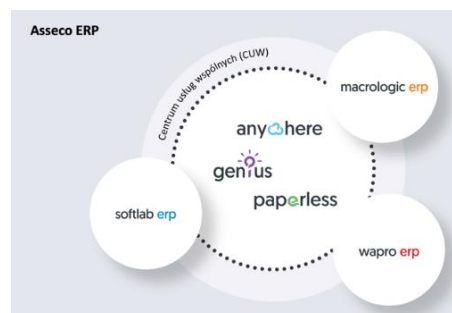 Asseco ERP
Centrum usług wspólnych (CUW)
macrologic erp
anywhere
genius
paperless
softlab erp
wapro erp